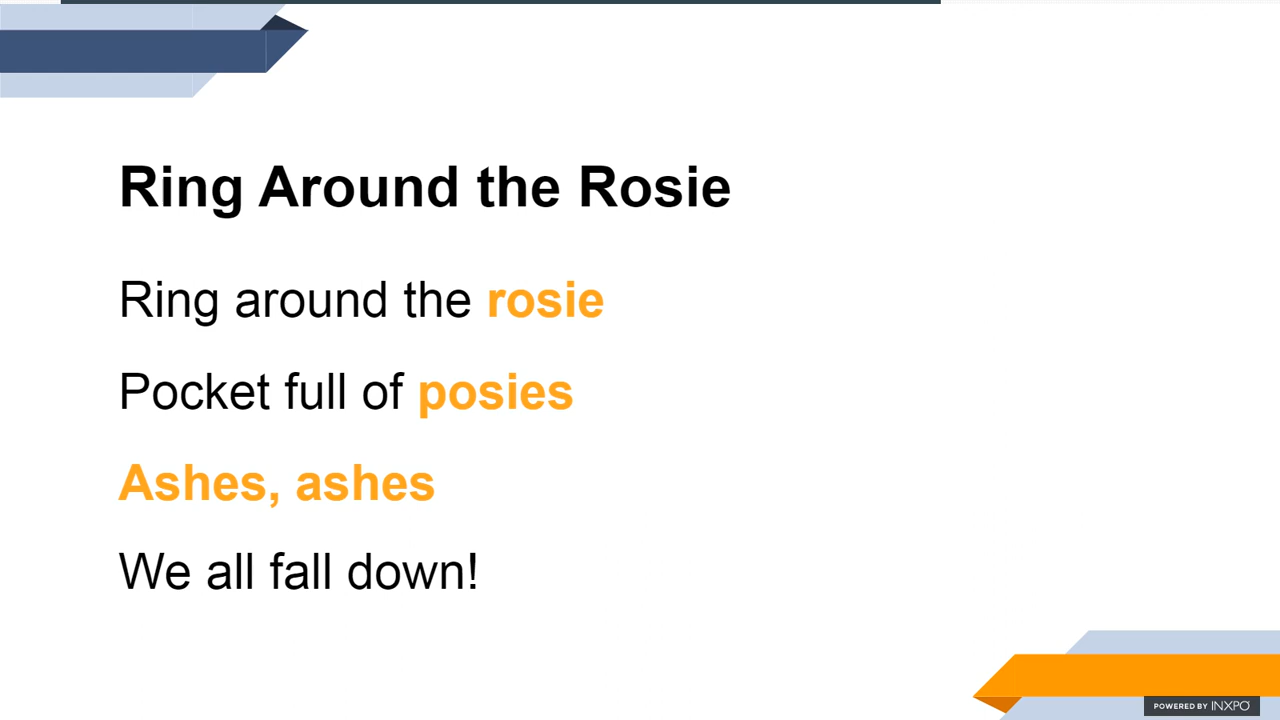 Ring Around the Rosie
Ring around the rosie
Pocket full of posies
Ashes, ashes
We all fall down!
POWERED BY INXPO